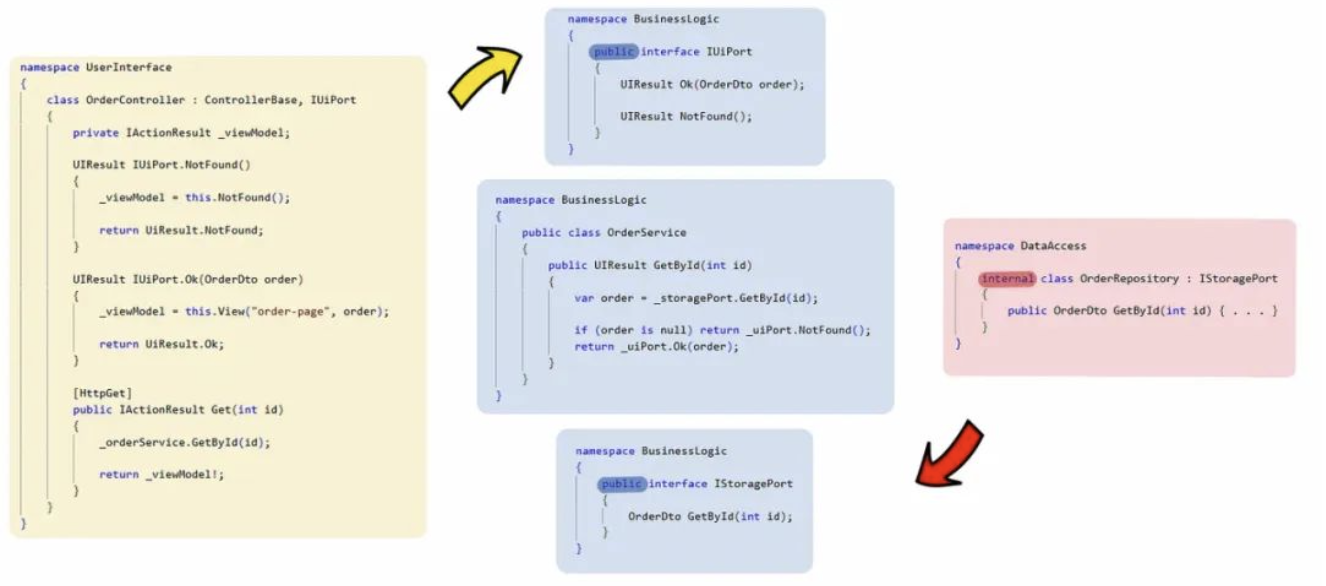 namespace UserInterface
{
class OrderController : ControllerBase, IUiPort
{
private IActionResult _viewModel;
UIResult IUiPort.NotFound()
{
_viewModel = this.NotFound();
return UiResult.NotFound;
}
UIResult IUiPort.Ok(OrderDto order)
{
_viewModel = this.View("order-page", order);
return UiResult.Ok;
}
[HttpGet]
public IActionResult Get(int id)
{
_orderService.GetById(id);
return _viewModel!;
}
}
}
namespace BusinessLogic
{
public interface IUiPort
{
UIResult Ok(OrderDto order);
UIResult NotFound();
}
}
namespace BusinessLogic
{
public class OrderService
{
public UIResult GetById(int id)
{
var order = _storagePort.GetById(id);
if (order is null) return _uiPort.NotFound();
return _uiPort.Ok(order);
}
}
}
namespace BusinessLogic
{
public interface IStoragePort
{
OrderDto GetById(int id);
}
}
namespace DataAccess
{
internal class OrderRepository : IStoragePort
{
public OrderDto GetById(int id) { . . . }
}
}